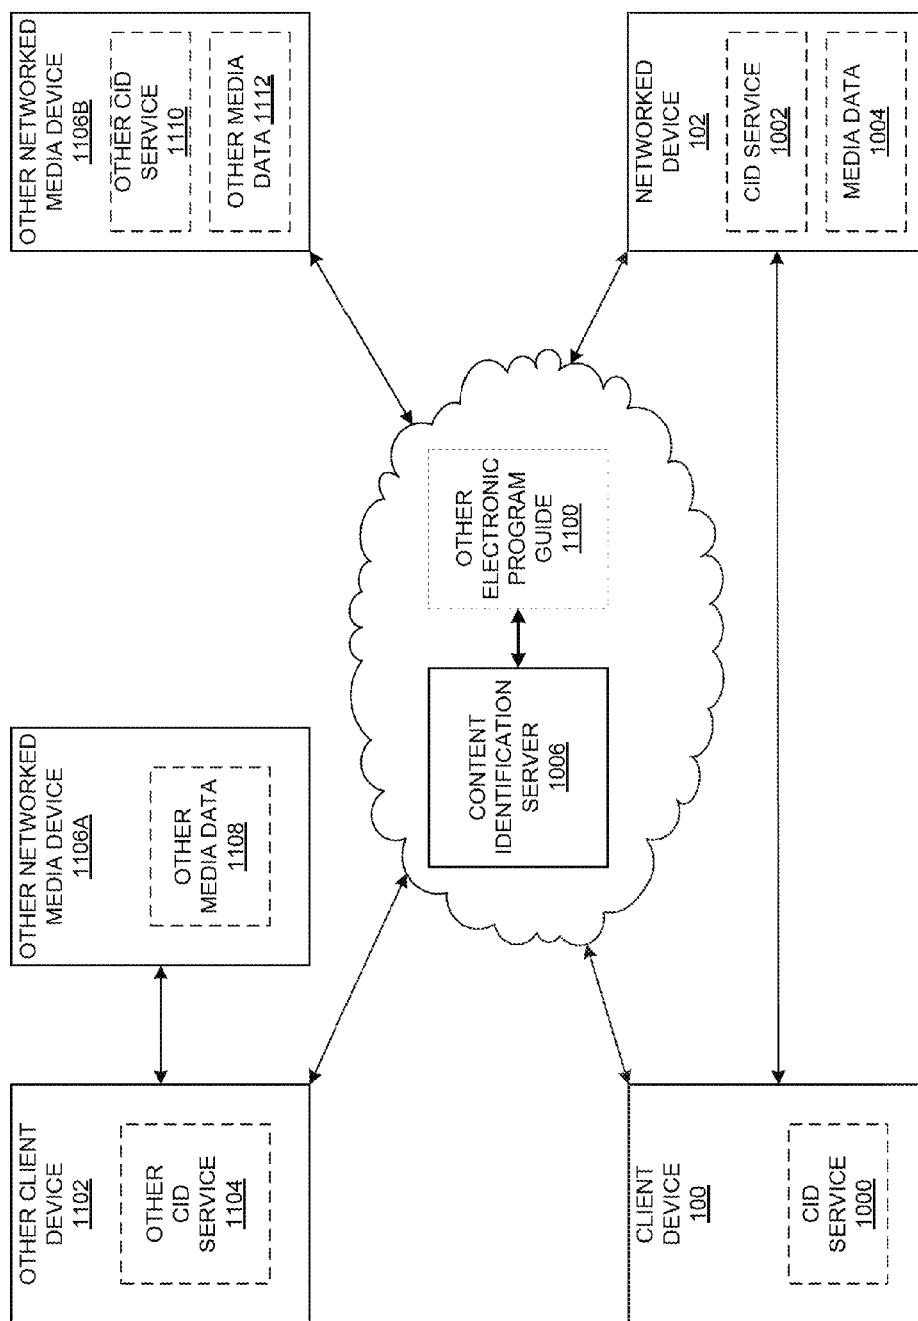 OTHER CLIENT
DEVICE
1102
OTHER
CID
SERVICE
1104
OTHER NETWORKED
MEDIA DEVICE
1106A
OTHER
MEDIA DATA
1108
OTHER NETWORKED
MEDIA DEVICE
1106B
OTHER CID
SERVICE
1110
OTHER MEDIA
DATA 1112
CONTENT
IDENTIFICATION
SERVER
1006
OTHER
ELECTRONIC
PROGRAM
GUIDE
1100
CLIENT
DEVICE
100
CID
SERVICE
1000
NETWORKED
DEVICE
102
CID SERVICE
1002
MEDIA DATA
1004